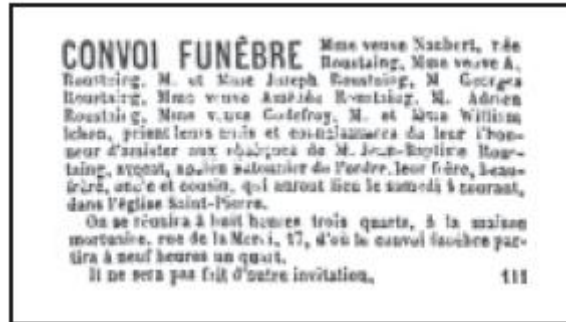 CONVOI FUNÈBRE Mme veuve Naubert, née
Roustaing, Mme veuve A.
Roustaing, M. et Mme Joseph Roustaing, M. Georges
Roustaing, Mme veuve Amédée Roustaing, M. Adrien
Roustaing, Mme veuve Godefroy, M. et Mme William
prient leurs amis et connaissances de leur faire l'hon-
neur d'assister aux obsèques de M. Jean-Baptiste Rous-
taing, avocat, ancien bâtonnier de l'ordre, leur frère, beau-
frère, oncle et cousin, qui auront lieu le samedi 4 courant,
dans l'église Saint-Pierre.
On se réunira à huit heures trois quarts, à la maison
mortuaire, rue de la Merci, 17, d'où le convoi funèbre par-
tira à neuf heures un quart.
Il ne sera pas fait d'autre invitation.